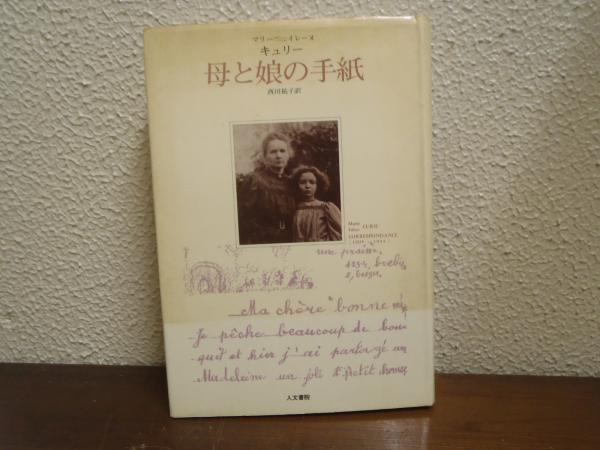 マリー＝イレーヌ
キュリー
母と娘の手紙
西川祐子訳
Marie
Irène CURIE
CORRESPONDANCE
une
Ma chère bonne mé
Je pêche beaucoup de
et hier j'ai partagé
Madeleine un joli Petit
人文書院